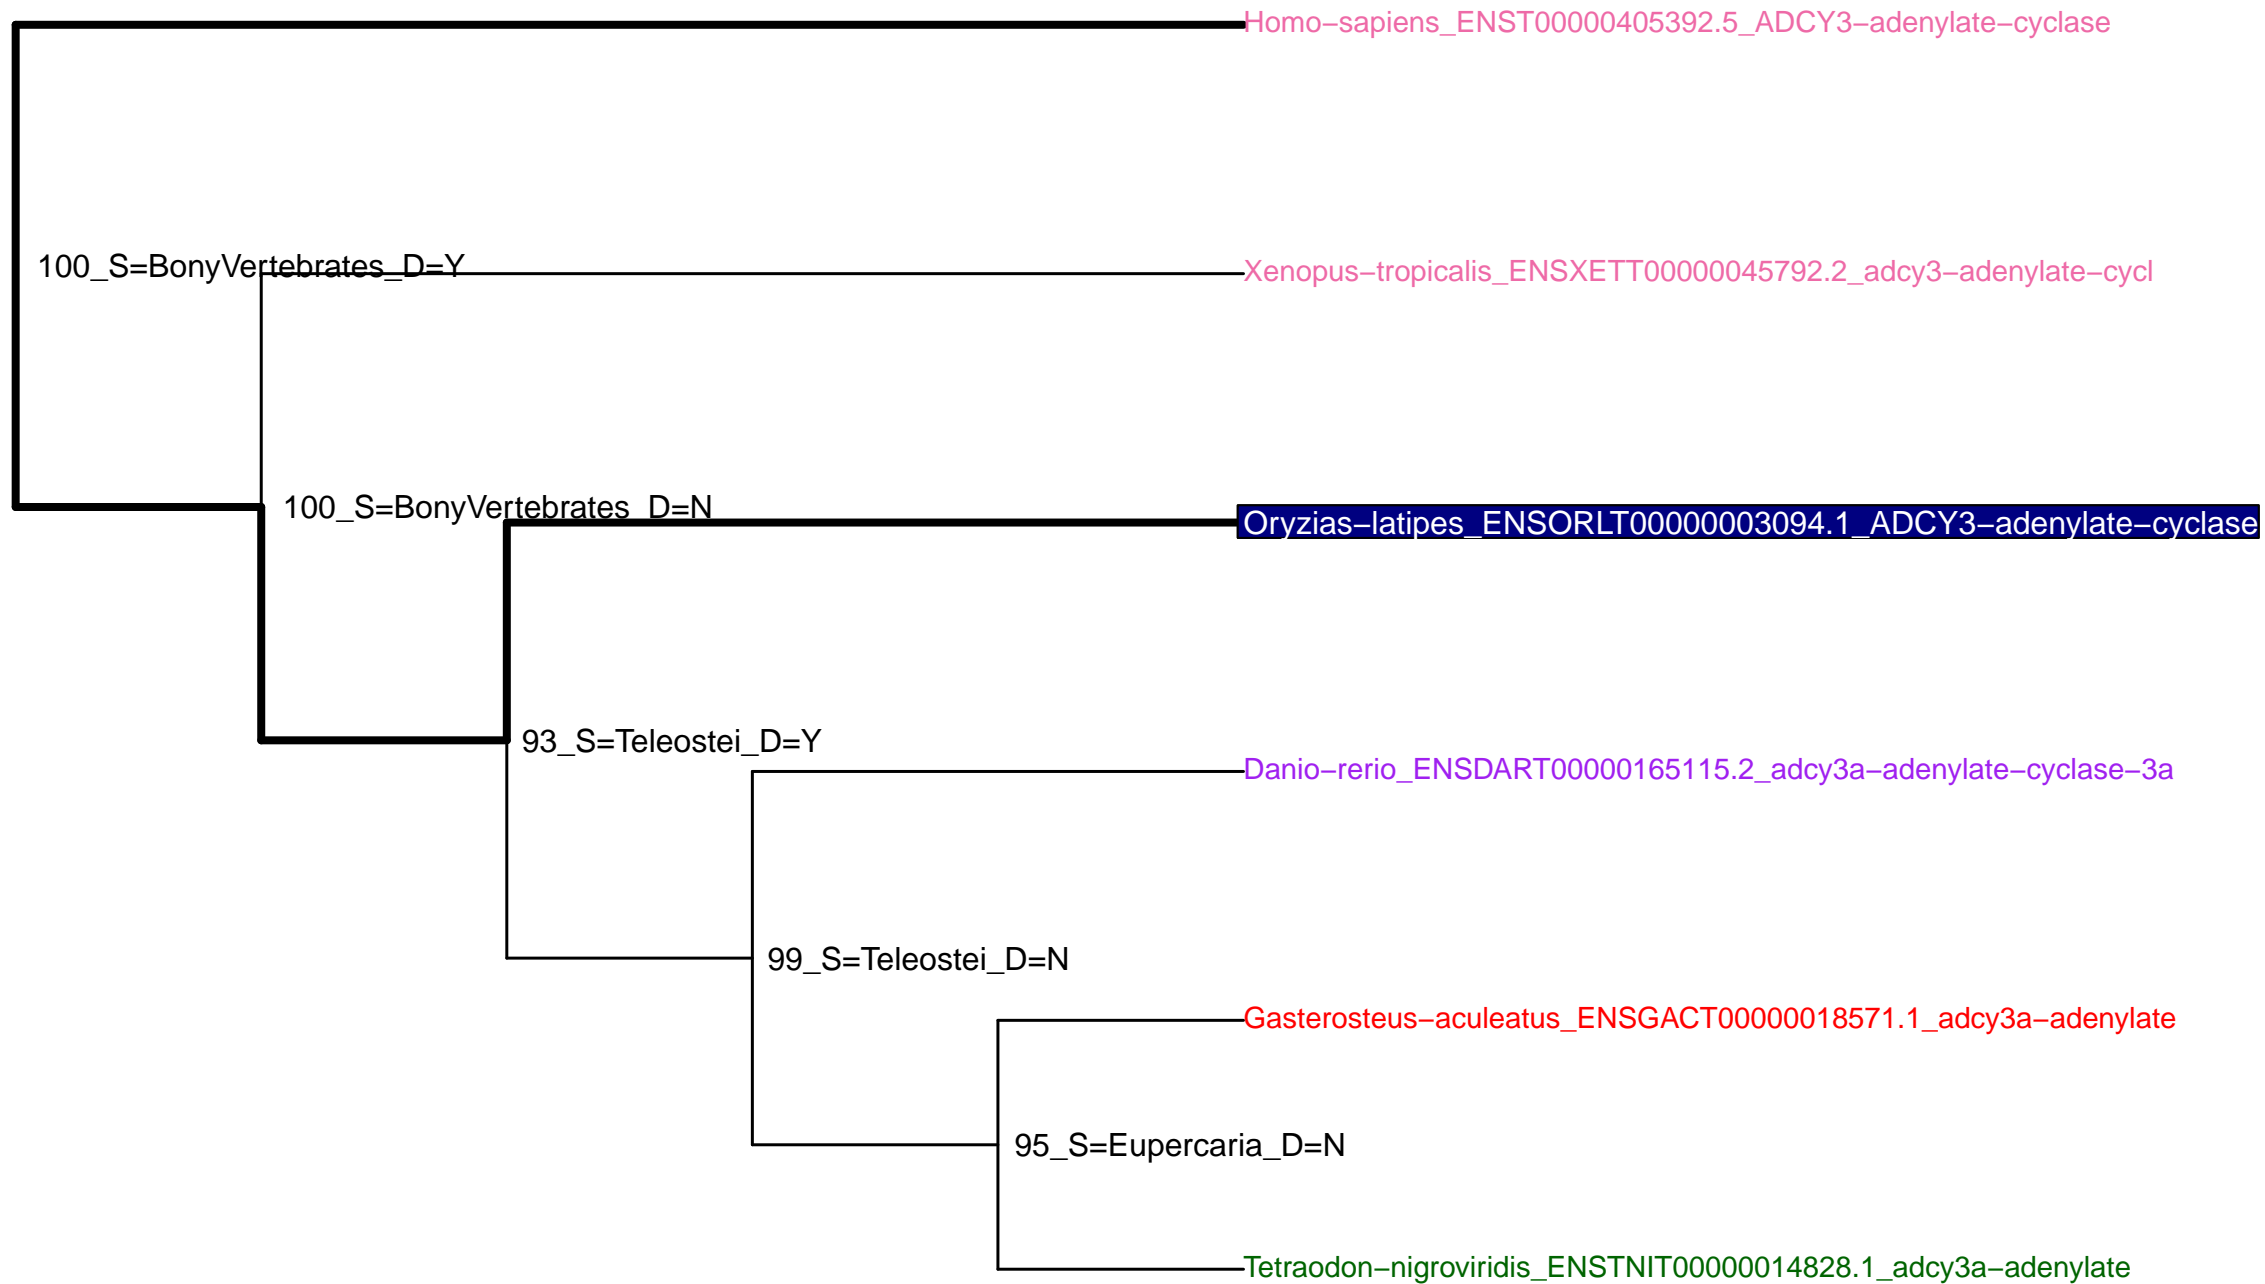 Homo−sapiens_ENST00000405392.5_ADCY3−adenylate−cyclase
100_S=BonyVertebrates_D=Y
Xenopus−tropicalis_ENSXETT00000045792.2_adcy3−adenylate−cycl
100_S=BonyVertebrates_D=N
Oryzias−latipes_ENSORLT00000003094.1_ADCY3−adenylate−cyclase
93_S=Teleostei_D=Y
Danio−rerio_ENSDART00000165115.2_adcy3a−adenylate−cyclase−3a
99_S=Teleostei_D=N
Gasterosteus−aculeatus_ENSGACT00000018571.1_adcy3a−adenylate
95_S=Eupercaria_D=N
Tetraodon−nigroviridis_ENSTNIT00000014828.1_adcy3a−adenylate